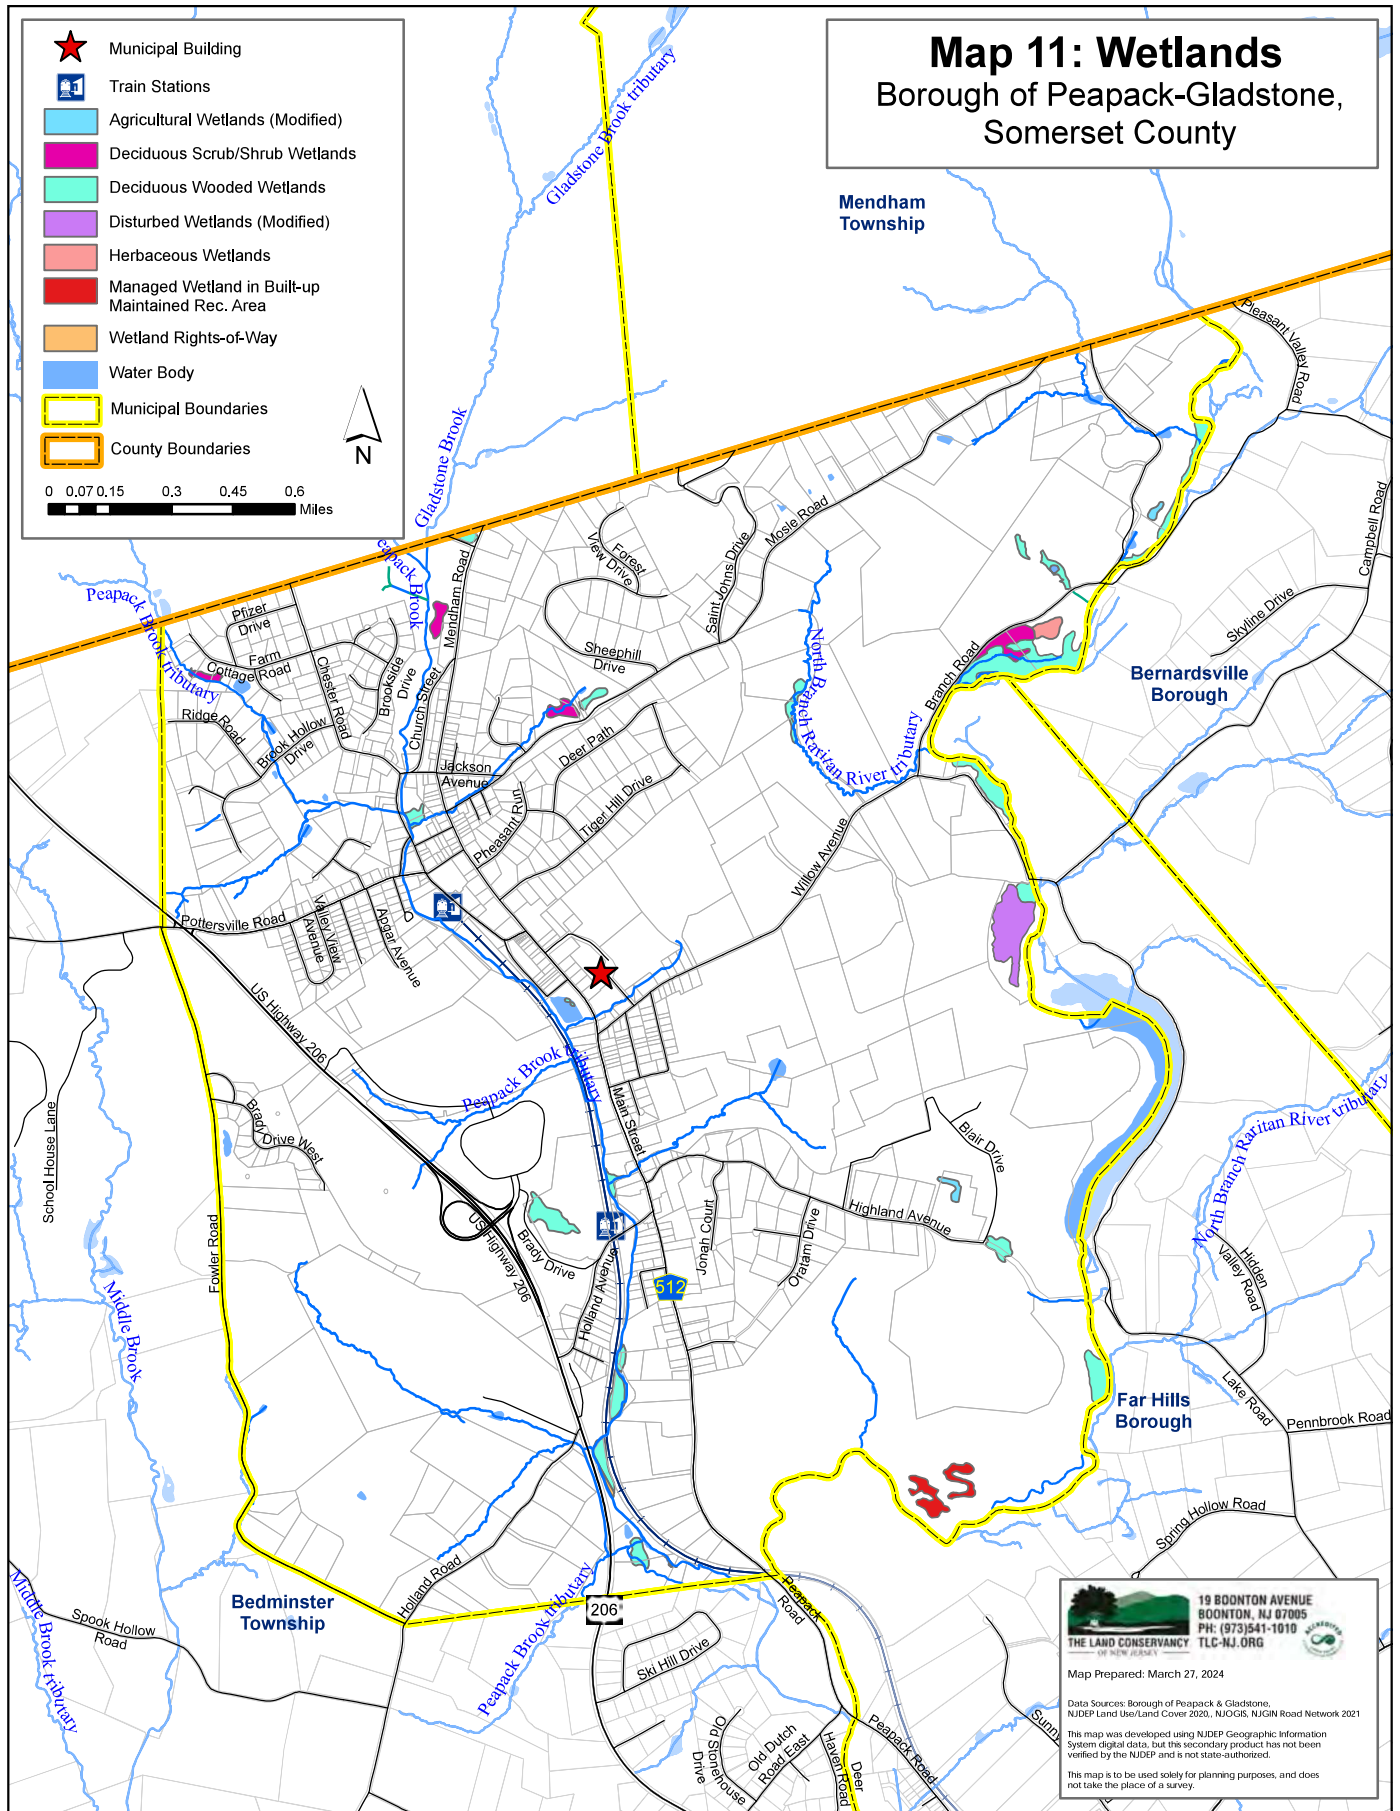 Map 11: Wetlands
Borough of Peapack-Gladstone,
Somerset County
Municipal Building
Train Stations
Agricultural Wetlands (Modified)
Deciduous Scrub/Shrub Wetlands
Deciduous Wooded Wetlands
Disturbed Wetlands (Modified)
Herbaceous Wetlands
Managed Wetland in Built-up
Maintained Rec. Area
Wetland Rights-of-Way
Water Body
Municipal Boundaries
County Boundaries
N
0 0.07 0.15 0.3 0.45 0.6
Miles
Gladstone Brook tributary
Mendham
Township
Pleasant Valley Road
Gladstone Brook
Campbell Road
Mosle Road
Saint Johns Drive
Forest
View Drive
eapack Brook
Mendham Road
Peapack Brook tributary
Pfizer
Drive
Farm
Cottage Road
Chester Road
Brookside
Drive
Church Street
Sheephill
Drive
Skyline Drive
Bernardsville
Borough
Branch Road
North Branch Raritan River tributary
Ridge Road
Brook Hollow
Drive
Jackson
Avenue
Deer Path
Tiger Hill Drive
Pheasant Run
Willow Avenue
Pottersville Road
Valley View
Avenue
Apgar Avenue
US Highway 206
Peapack Brook tributary
Main Street
School House Lane
Brady
Drive West
Blair Drive
North Branch Raritan River tributary
Fowler Road
US Highway 206
Brady Drive
Holland Avenue
Jonah Court
Oratam Drive
Highland Avenue
Hidden
Valley Road
512
Middle Brook
Lake Road
Far Hills
Borough
Pennbrook Road
Spring Hollow Road
Bedminster
Township
Holland Road
Peapack Brook tributary
206
Peapack
Road
Middle Brook tributary
Spook Hollow
Road
Ski Hill Drive
Old Stonehouse
Drive
Old Dutch
Road East
Deer
Haven Road
Peapack Road
Sunny
THE LAND CONSERVANCY
OF NEW JERSEY
19 BOONTON AVENUE
BOONTON, NJ 07005
PH: (973)541-1010
TLC-NJ.ORG
ACCREDITED
Map Prepared: March 27, 2024
Data Sources: Borough of Peapack & Gladstone,
NJDEP Land Use/Land Cover 2020,, NJOGIS, NJGIN Road Network 2021
This map was developed using NJDEP Geographic Information
System digital data, but this secondary product has not been
verified by the NJDEP and is not state-authorized.
This map is to be used solely for planning purposes, and does
not take the place of a survey.